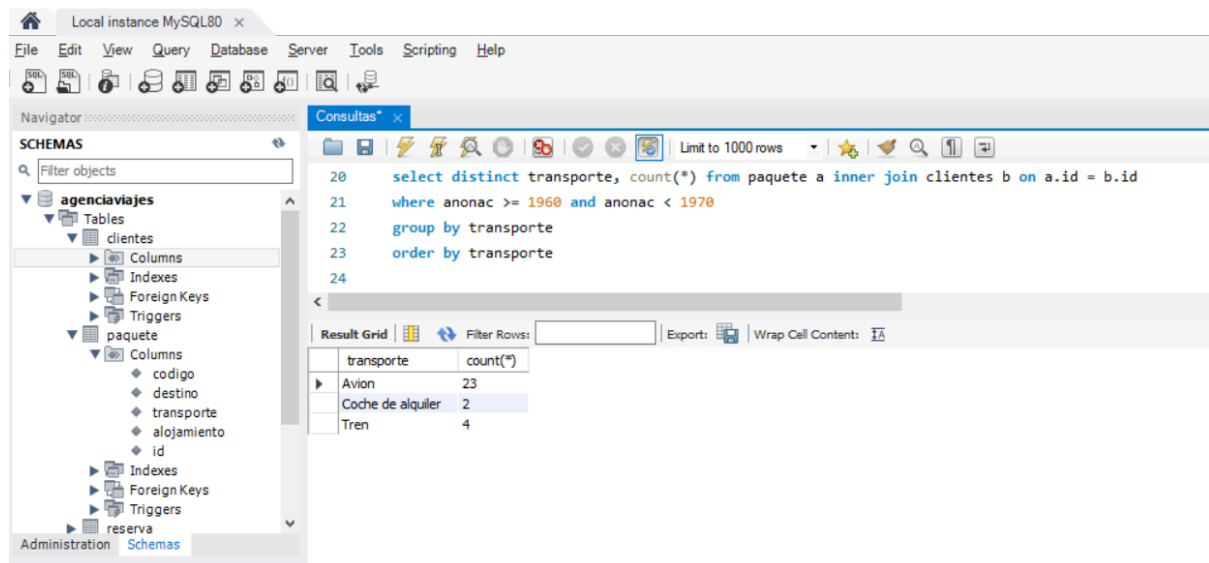 Local instance MySQL80 ×
File Edit View Query Database Server Tools Scripting Help
Navigator
SCHEMAS
Filter objects
agenciaviajes
Tables
clientes
Columns
Indexes
Foreign Keys
Triggers
paquete
Columns
codigo
destino
transporte
alojamiento
id
Indexes
Foreign Keys
Triggers
reserva
Administration Schemas
Consultas* ×
Limit to 1000 rows
20 select distinct transporte, count(*) from paquete a inner join clientes b on a.id = b.id
21 where anonac >= 1960 and anonac < 1970
22 group by transporte
23 order by transporte
24
Result Grid Filter Rows: Export: Wrap Cell Content:
transporte count(*)
Avion 23
Coche de alquiler 2
Tren 4